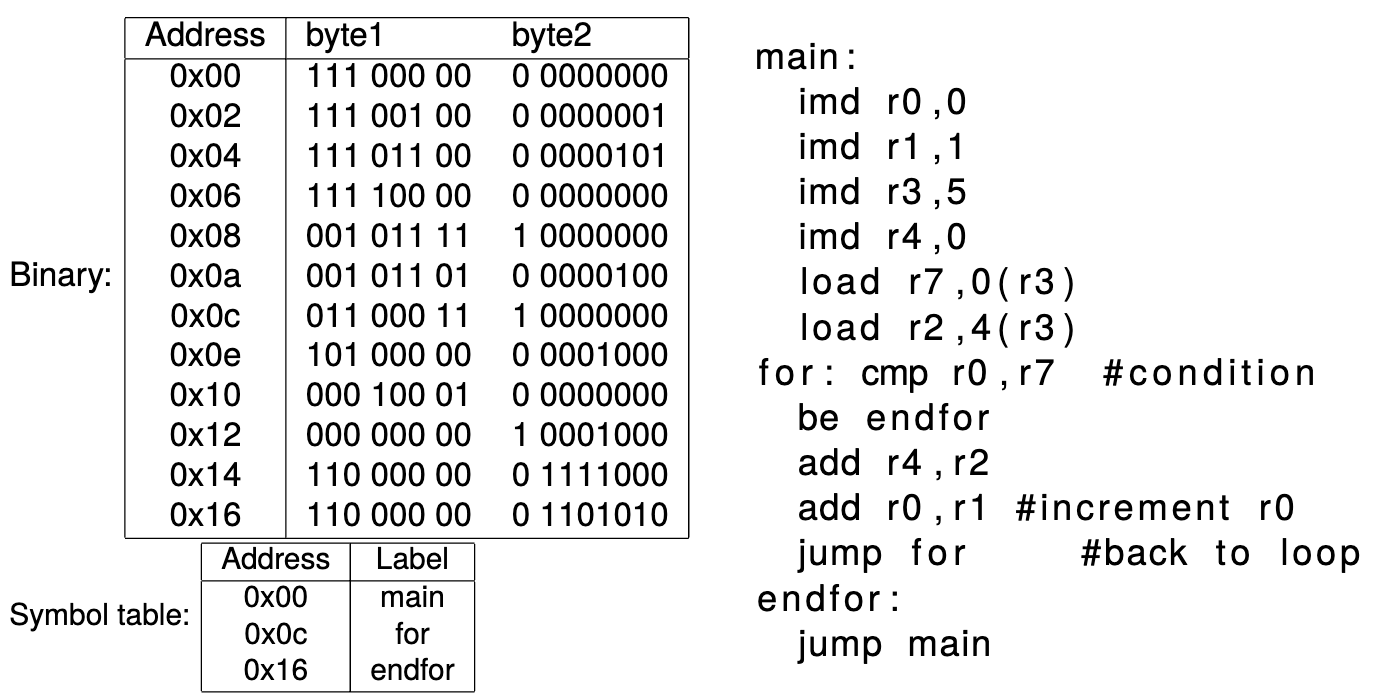 Binary:
Address byte1 byte2
0x00 111 000 00 0 0000000
0x02 111 001 00 0 0000001
0x04 111 011 00 0 0000101
0x06 111 100 00 0 0000000
0x08 001 011 11 1 0000000
0x0a 001 011 01 0 0000100
0x0c 011 000 11 1 0000000
0x0e 101 000 00 0 0001000
0x10 000 100 01 0 0000000
0x12 000 000 00 1 0001000
0x14 110 000 00 0 1111000
0x16 110 000 00 0 1101010
Symbol table:
Address Label
0x00 main
0x0c for
0x16 endfor
main:
imd r0,0
imd r1,1
imd r3,5
imd r4,0
load r7,0(r3)
load r2,4(r3)
for: cmp r0,r7 #condition
be endfor
add r4,r2
add r0,r1 #increment r0
jump for #back to loop
endfor:
jump main